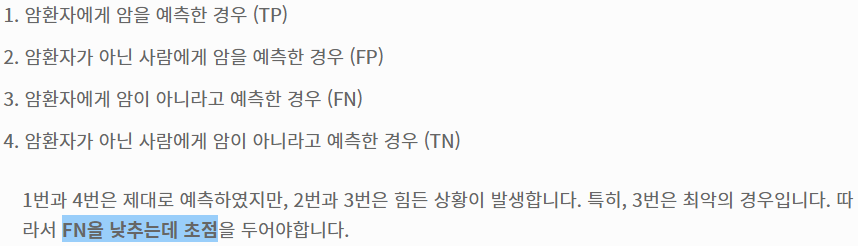 1. 암환자에게 암을 예측한 경우 (TP)
2. 암환자가 아닌 사람에게 암을 예측한 경우 (FP)
3. 암환자에게 암이 아니라고 예측한 경우 (FN)
4. 암환자가 아닌 사람에게 암이 아니라고 예측한 경우 (TN)
1번과 4번은 제대로 예측하였지만, 2번과 3번은 힘든 상황이 발생합니다. 특히, 3번은 최악의 경우입니다. 따
라서 FN을 낮추는데 초점을 두어야합니다.